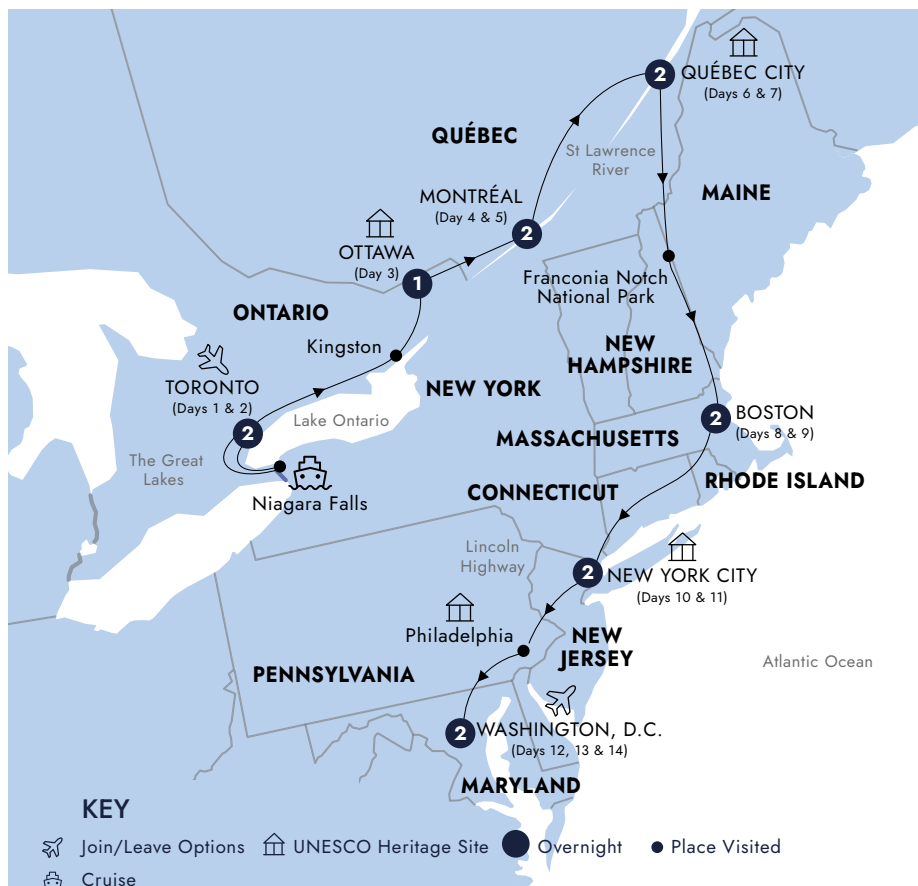 2
QUÉBEC CITY
(Days 6 & 7)
QUÉBEC
St Lawrence
River
MAINE
MONTRÉAL
(Day 4 & 5)
2
OTTAWA
(Day 3)
1
Franconia Notch
National Park
ONTARIO
Kingston
NEW
HAMPSHIRE
TORONTO
(Days 1 & 2)
2
NEW YORK
Lake Ontario
2
BOSTON
(Days 8 & 9)
MASSACHUSETTS
The Great
Lakes
Niagara Falls
CONNECTICUT
RHODE ISLAND
Lincoln
Highway
2
NEW YORK CITY
(Days 10 & 11)
Philadelphia
NEW
JERSEY
PENNSYLVANIA
Atlantic Ocean
2
WASHINGTON, D.C.
(Days 12, 13 & 14)
MARYLAND
KEY
Join/Leave Options
UNESCO Heritage Site
Overnight
Place Visited
Cruise